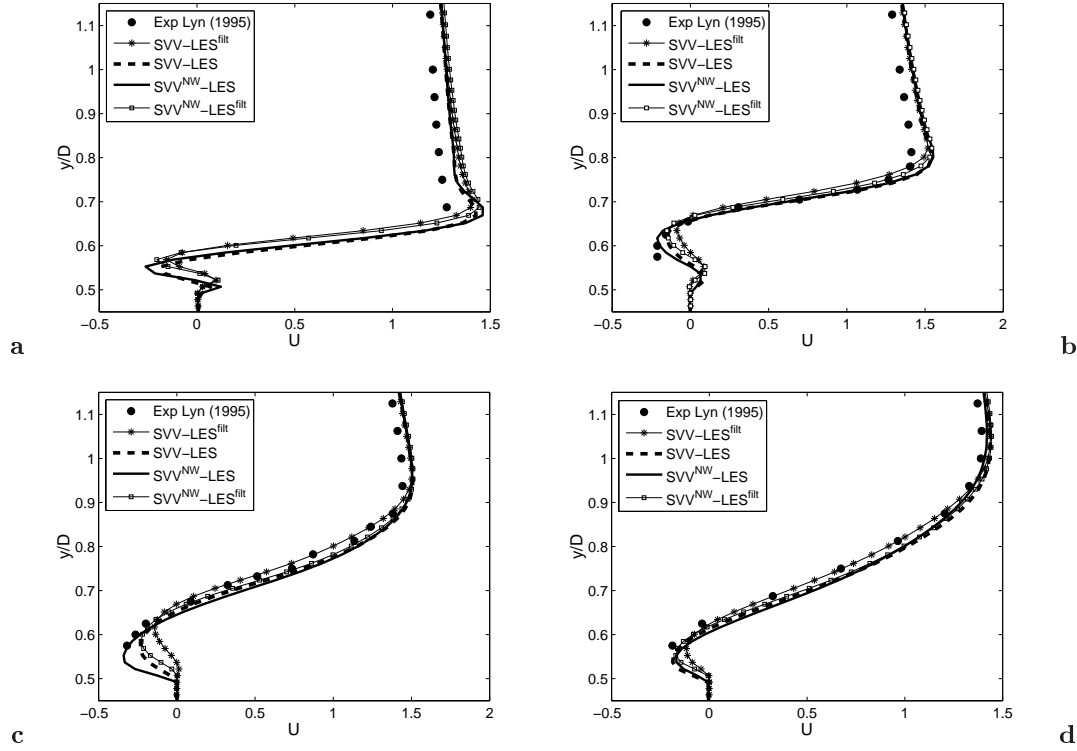 Exp Lyn (1995)
SVV−LES^filt
SVV−LES
SVV^NW−LES
SVV^NW−LES^filt
1.1
1
0.9
0.8
0.7
0.6
0.5
y/D
−0.5 0 0.5 1 1.5
U
a
Exp Lyn (1995)
SVV−LES^filt
SVV−LES
SVV^NW−LES
SVV^NW−LES^filt
1.1
1
0.9
0.8
0.7
0.6
0.5
y/D
−0.5 0 0.5 1 1.5 2
U
b
Exp Lyn (1995)
SVV−LES^filt
SVV−LES
SVV^NW−LES
SVV^NW−LES^filt
1.1
1
0.9
0.8
0.7
0.6
0.5
y/D
−0.5 0 0.5 1 1.5 2
U
c
Exp Lyn (1995)
SVV−LES^filt
SVV−LES
SVV^NW−LES
SVV^NW−LES^filt
1.1
1
0.9
0.8
0.7
0.6
0.5
y/D
−0.5 0 0.5 1 1.5
U
d